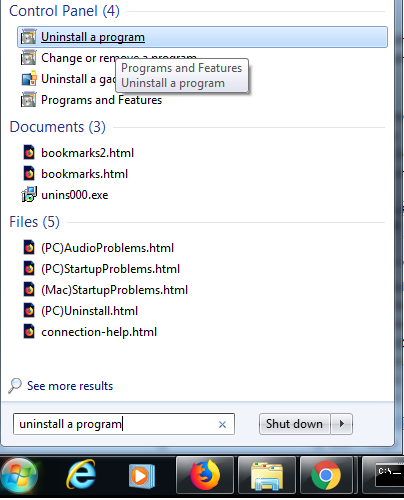 Control Panel (4)
Uninstall a program
Change or remove a program
Programs and Features
Uninstall a program
Uninstall a gad
Programs and Features
Documents (3)
bookmarks2.html
bookmarks.html
unins000.exe
Files (5)
(PC)AudioProblems.html
(PC)StartupProblems.html
(Mac)StartupProblems.html
(PC)Uninstall.html
connection-help.html
See more results
uninstall a program
Shut down
C:\